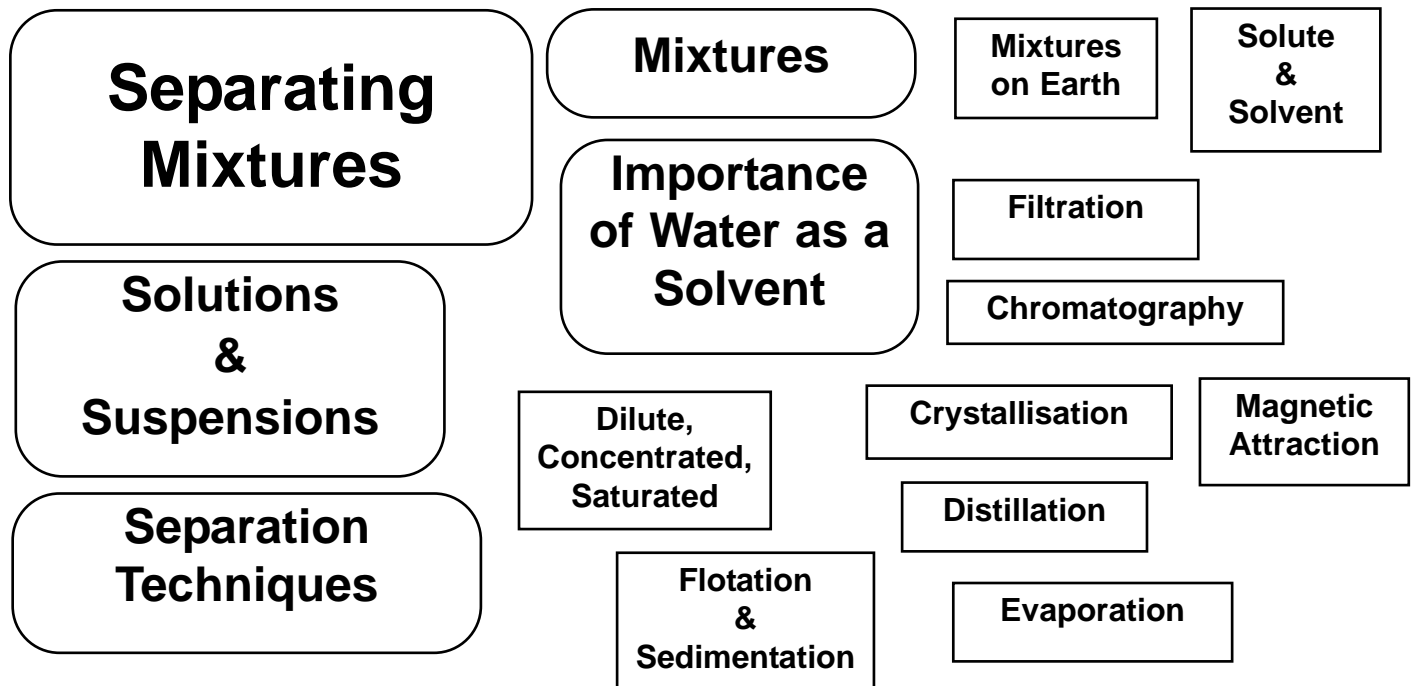 Separating
Mixtures
Mixtures
Mixtures
on Earth
Solute
&
Solvent
Importance
of Water as a
Solvent
Filtration
Solutions
&
Suspensions
Chromatography
Dilute,
Concentrated,
Saturated
Crystallisation
Magnetic
Attraction
Separation
Techniques
Distillation
Flotation
&
Sedimentation
Evaporation